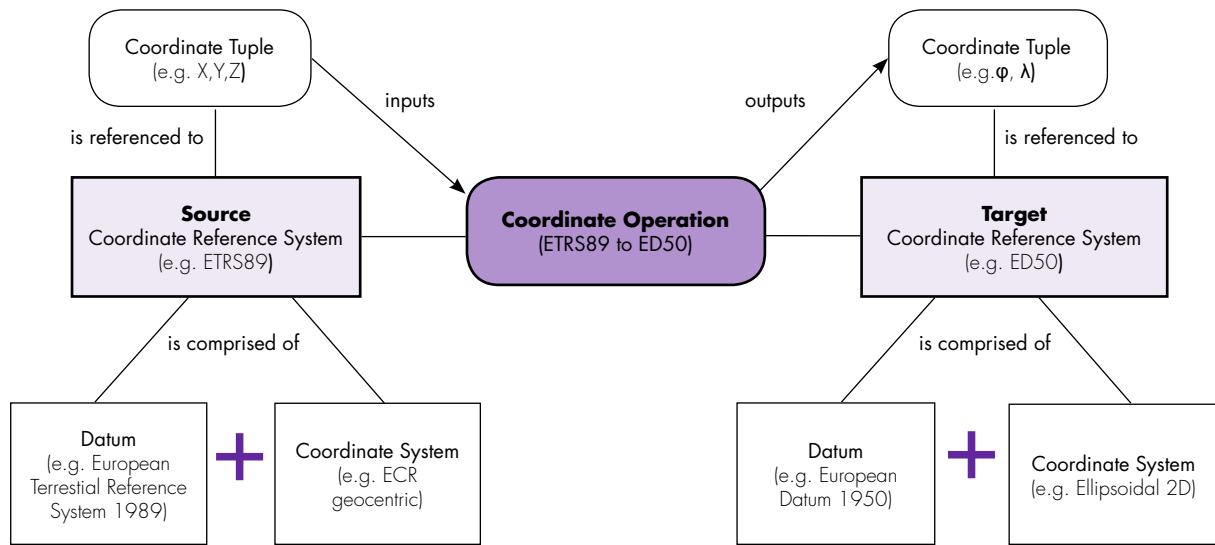 Coordinate Tuple
(e.g. X,Y,Z)
Coordinate Tuple
(e.g.φ, λ)
inputs
outputs
is referenced to
is referenced to
Source
Coordinate Reference System
(e.g. ETRS89)
Coordinate Operation
(ETRS89 to ED50)
Target
Coordinate Reference System
(e.g. ED50)
is comprised of
is comprised of
Datum
(e.g. European
Terrestial Reference
System 1989)
Coordinate System
(e.g. ECR
geocentric)
Datum
(e.g. European
Datum 1950)
Coordinate System
(e.g. Ellipsoidal 2D)